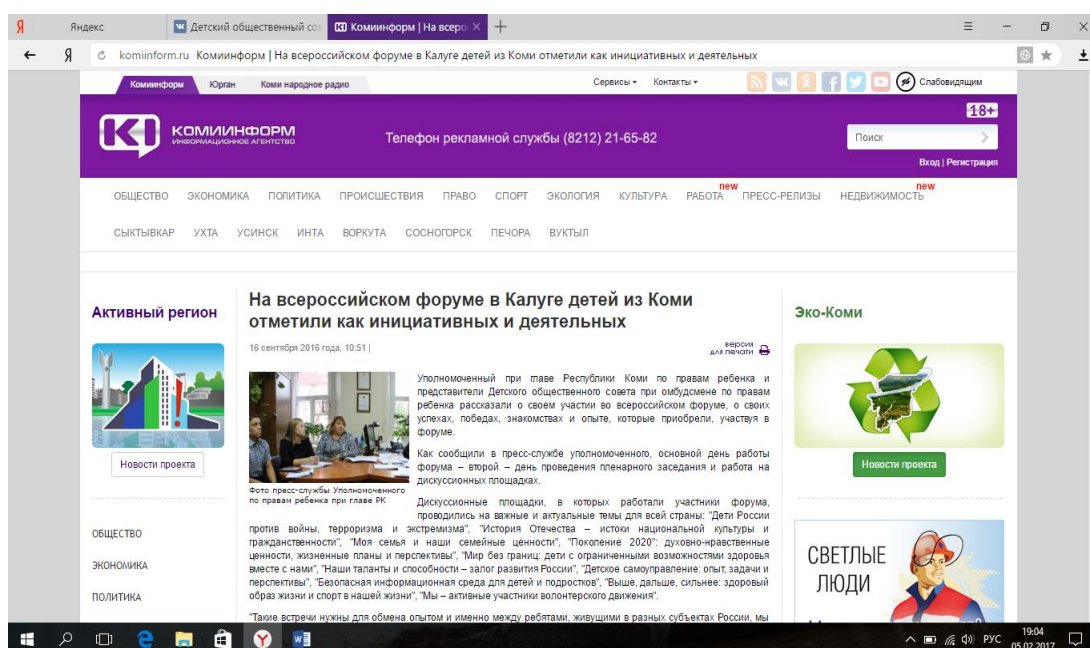 Яндекс
Детский общественный со
Комиинформ | На всеро
komiinform.ru Комиинформ | На всероссийском форуме в Калуге детей из Коми отметили как инициативных и деятельных
Комиинформ Юрган Коми народное радио Сервисы Контакты Слабовидящим
18+
КОМИИНФОРМ
ИНФОРМАЦИОННОЕ АГЕНТСТВО
Телефон рекламной службы (8212) 21-65-82
Поиск
Вход | Регистрация
ОБЩЕСТВО ЭКОНОМИКА ПОЛИТИКА ПРОИСШЕСТВИЯ ПРАВО СПОРТ ЭКОЛОГИЯ КУЛЬТУРА РАБОТА new ПРЕСС-РЕЛИЗЫ НЕДВИЖИМОСТЬ new
СЫКТЫВКАР УХТА УСИНСК ИНТА ВОРКУТА СОСНОГОРСК ПЕЧОРА ВУКТЫЛ
Активный регион
Новости проекта
ОБЩЕСТВО
ЭКОНОМИКА
ПОЛИТИКА
На всероссийском форуме в Калуге детей из Коми
отметили как инициативных и деятельных
16 сентября 2016 года, 10:51 |
версия
для печати
Фото пресс-службы Уполномоченного
по правам ребенка при главе РК
Уполномоченный при главе Республики Коми по правам ребенка и
представители Детского общественного совета при омбудсмене по правам
ребенка рассказали о своем участии во всероссийском форуме, о своих
успехах, победах, знакомствах и опыте, которые приобрели, участвуя в
форуме.
Как сообщили в пресс-службе уполномоченного, основной день работы
форума – второй – день проведения пленарного заседания и работа на
дискуссионных площадках.
Дискуссионные площадки, в которых работали участники форума,
проводились на важные и актуальные темы для всей страны: "Дети России
против войны, терроризма и экстремизма", "История Отечества – истоки национальной культуры и
гражданственности", "Моя семья и наши семейные ценности", "Поколение 2020": духовно-нравственные
ценности, жизненные планы и перспективы", "Мир без границ: дети с ограниченными возможностями здоровья
вместе с нами", "Наши таланты и способности – залог развития России", "Детское самоуправление: опыт, задачи и
перспективы", "Безопасная информационная среда для детей и подростков", "Выше, дальше, сильнее: здоровый
образ жизни и спорт в нашей жизни", "Мы – активные участники волонтерского движения".
"Такие встречи нужны для обмена опытом и именно между ребятами, живущими в разных субъектах России, мы
Эко-Коми
Новости проекта
СВЕТЛЫЕ
ЛЮДИ
РУС
19:04
05.02.2017